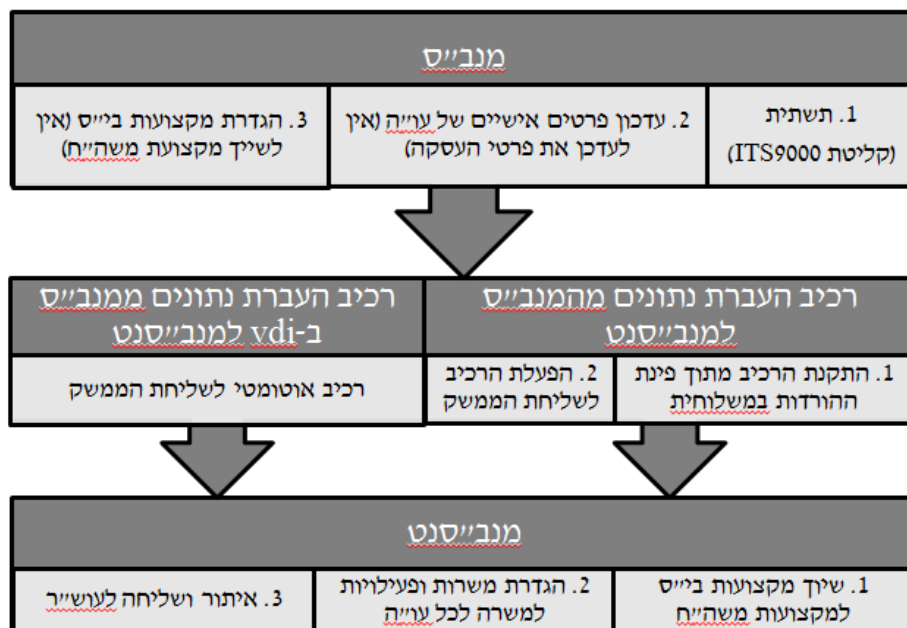 מנב״ס
1. תשתית
(קליטת ITS9000)
2. עדכון פרטים אישיים של עו״ה (אין
לעדכן את פרטי העסקה)
3. הגדרת מקצועות בי״ס (אין
לשייך מקצועת משה״ח)
רכיב העברת נתונים מהמנב״ס
למנב״סנט
1. התקנת הרכיב מתוך פינת
ההורדות במשלוחית
2. הפעלת הרכיב
לשליחת הממשק
רכיב העברת נתונים ממנב״ס
ב-vdi למנב״סנט
רכיב אוטומטי לשליחת הממשק
מנב״סנט
1. שיוך מקצועות בי״ס
למקצועות משה״ח
2. הגדרת משרות ופעילויות
למשרה לכל עו״ה
3. איתור ושליחה לעוש״ר